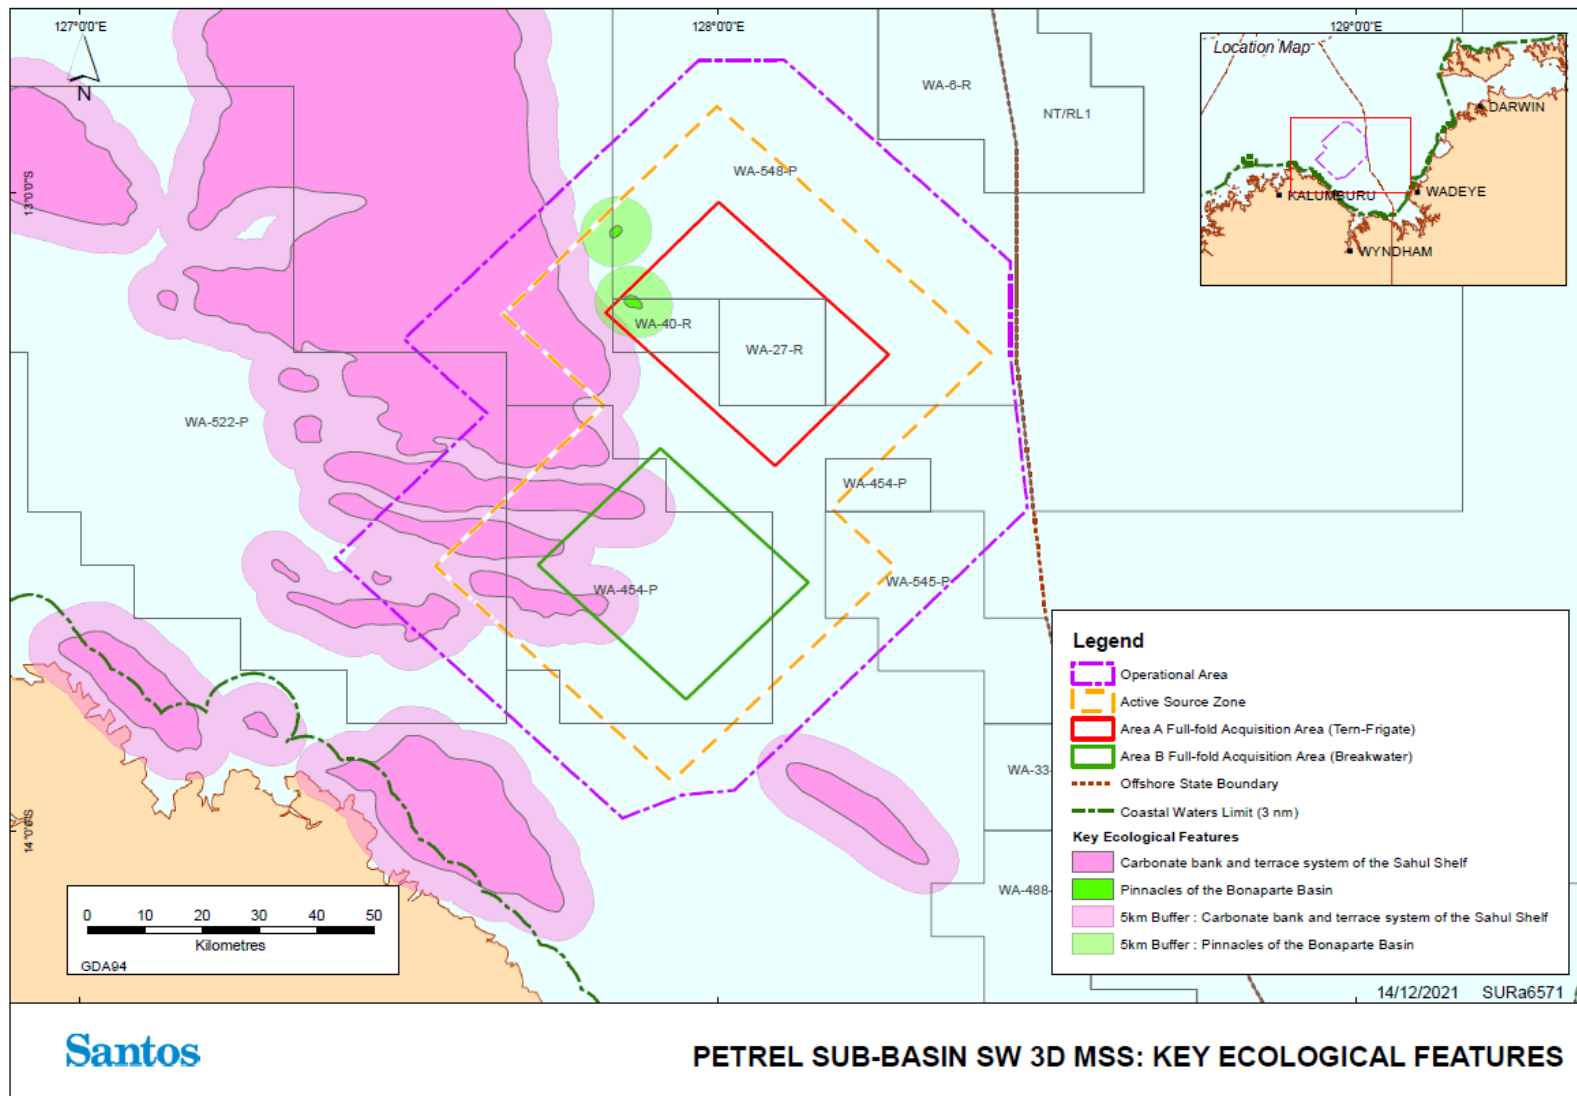 127°0'0"E
128°0'0"E
129°0'0"E
N
13°0'0"S
14°0'0"S
Location Map
DARWIN
WADEYE
KALUMBURU
WYNDHAM
WA-6-R
NT/RL1
WA-548-P
WA-40-R
WA-27-R
WA-522-P
WA-454-P
WA-454-P
WA-545-P
WA-33-
WA-488-
Legend
Operational Area
Active Source Zone
Area A Full-fold Acquisition Area (Tern-Frigate)
Area B Full-fold Acquisition Area (Breakwater)
Offshore State Boundary
Coastal Waters Limit (3 nm)
Key Ecological Features
Carbonate bank and terrace system of the Sahul Shelf
Pinnacles of the Bonaparte Basin
5km Buffer : Carbonate bank and terrace system of the Sahul Shelf
5km Buffer : Pinnacles of the Bonaparte Basin
0 10 20 30 40 50
Kilometres
GDA94
14/12/2021 SURa6571
Santos
PETREL SUB-BASIN SW 3D MSS: KEY ECOLOGICAL FEATURES